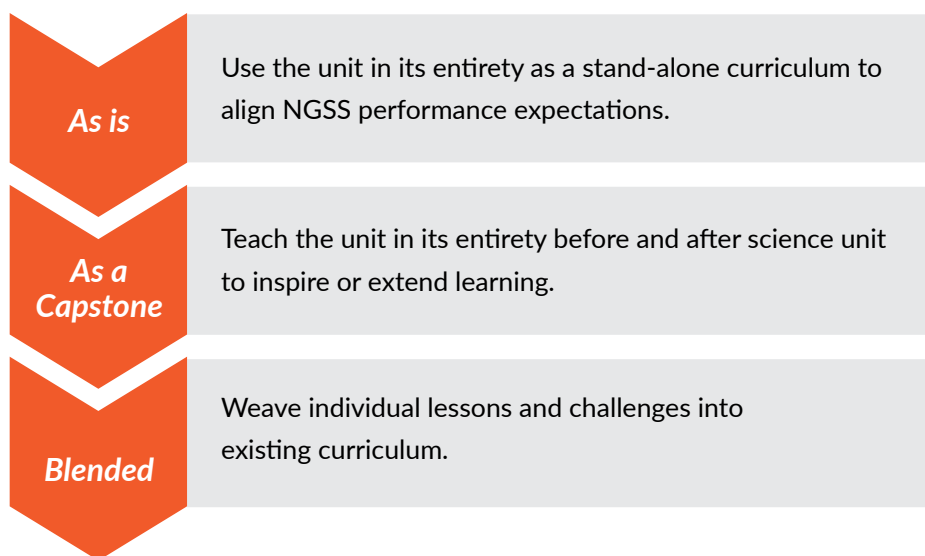 As is
Use the unit in its entirety as a stand-alone curriculum to
align NGSS performance expectations.
As a
Capstone
Teach the unit in its entirety before and after science unit
to inspire or extend learning.
Blended
Weave individual lessons and challenges into
existing curriculum.